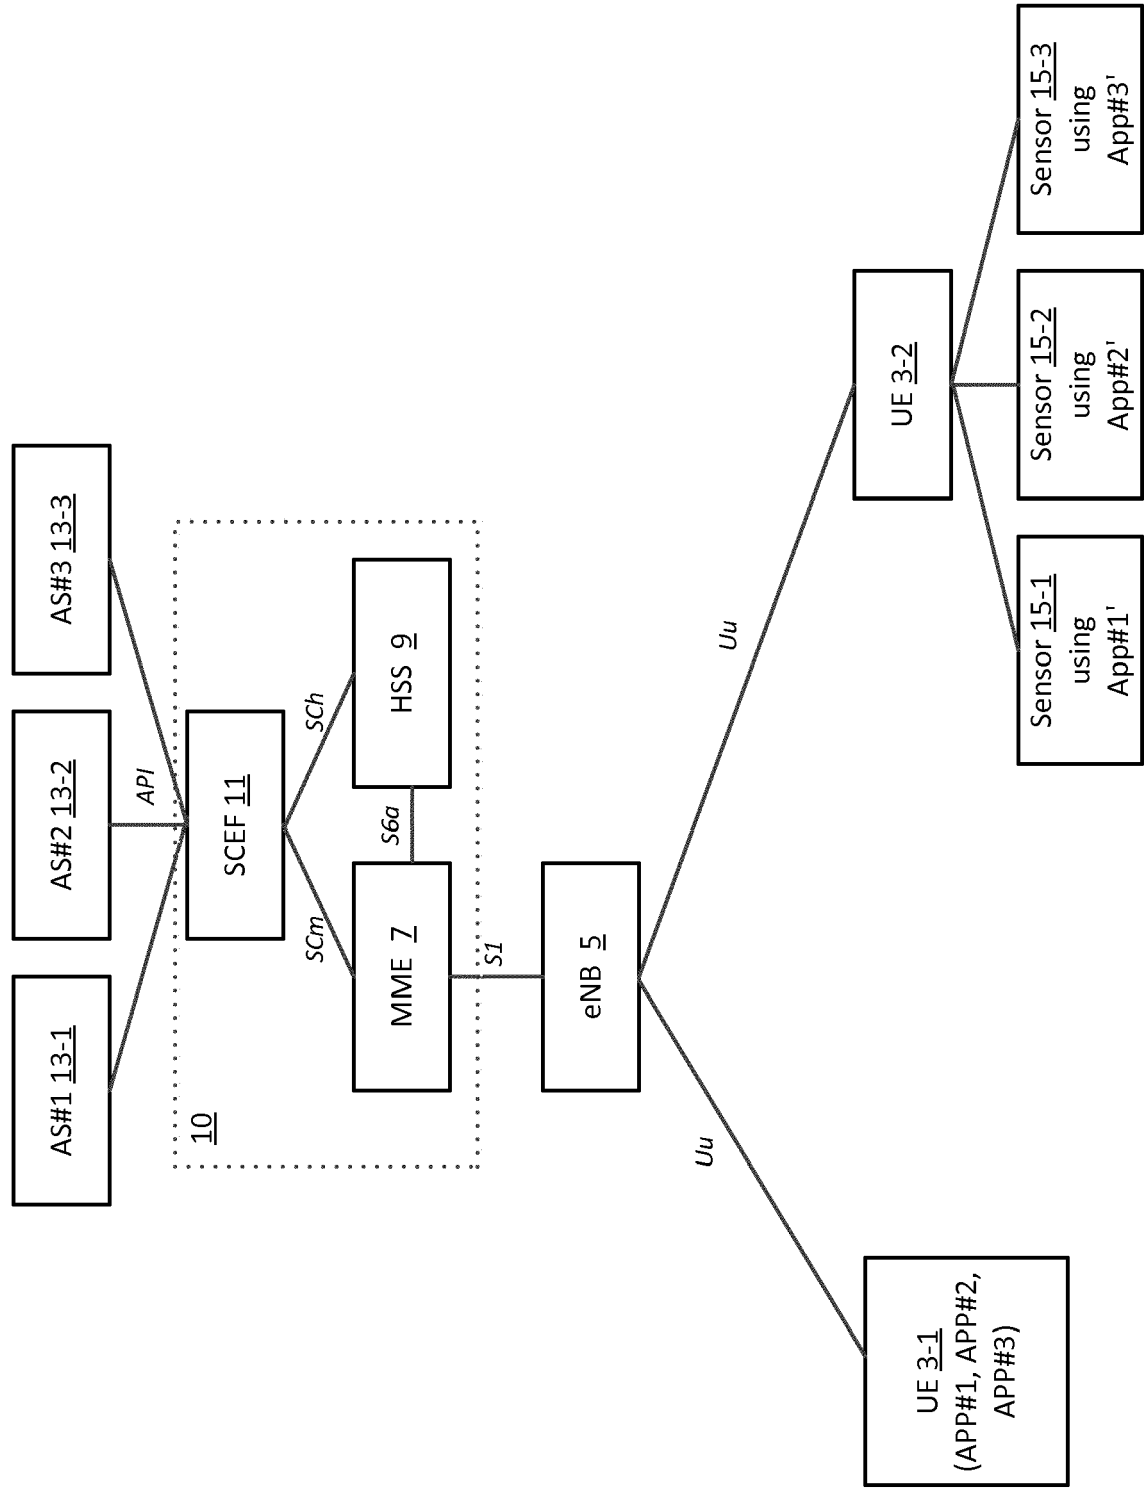 AS#1 13-1
AS#2 13-2
AS#3 13-3
API
10
SCEF 11
SCm
SCh
MME 7
S6a
HSS 9
S1
eNB 5
Uu
Uu
UE 3-1
(APP#1, APP#2,
APP#3)
UE 3-2
Sensor 15-1
using
App#1'
Sensor 15-2
using
App#2'
Sensor 15-3
using
App#3'